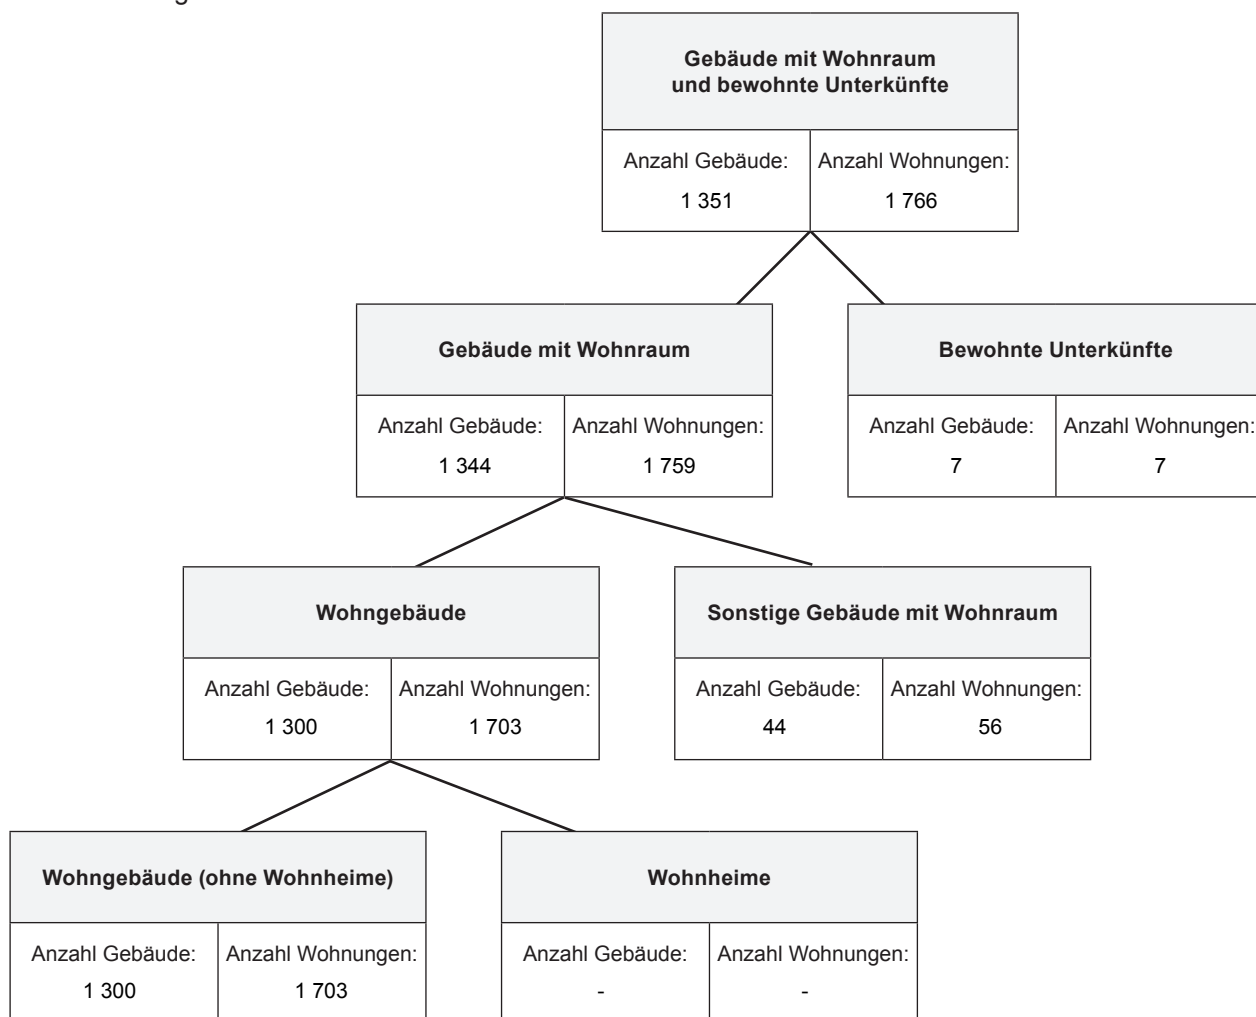 Gebäude mit Wohnraum
und bewohnte Unterkünfte
Anzahl Gebäude: Anzahl Wohnungen:
1 351 1 766
Gebäude mit Wohnraum Bewohnte Unterkünfte
Anzahl Gebäude: Anzahl Wohnungen: Anzahl Gebäude: Anzahl Wohnungen:
1 344 1 759 7 7
Wohngebäude Sonstige Gebäude mit Wohnraum
Anzahl Gebäude: Anzahl Wohnungen: Anzahl Gebäude: Anzahl Wohnungen:
1 300 1 703 44 56
Wohngebäude (ohne Wohnheime) Wohnheime
Anzahl Gebäude: Anzahl Wohnungen: Anzahl Gebäude: Anzahl Wohnungen:
1 300 1 703 - -